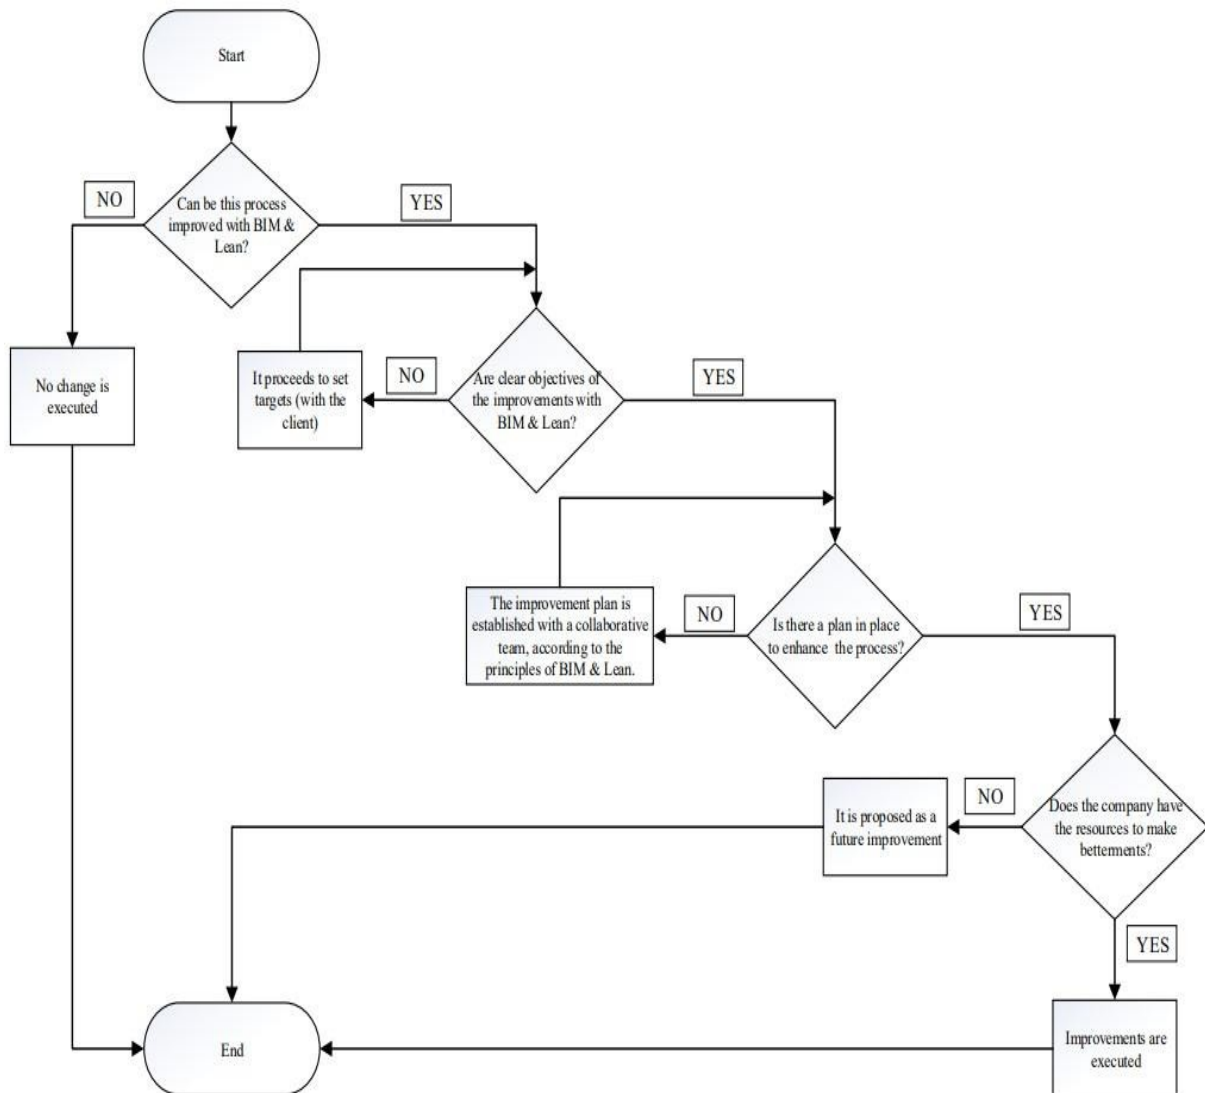 Start
NO
YES
Can be this process
improved with BIM &
Lean?
No change is
executed
It proceeds to set
targets (with the
client)
NO
Are clear objectives of
the improvements with
BIM & Lean?
YES
The improvement plan is
established with a collaborative
team, according to the
principles of BIM & Lean.
NO
Is there a plan in place
to enhance the process?
YES
It is proposed as a
future improvement
NO
Does the company have
the resources to make
betterments?
YES
End
Improvements are
executed